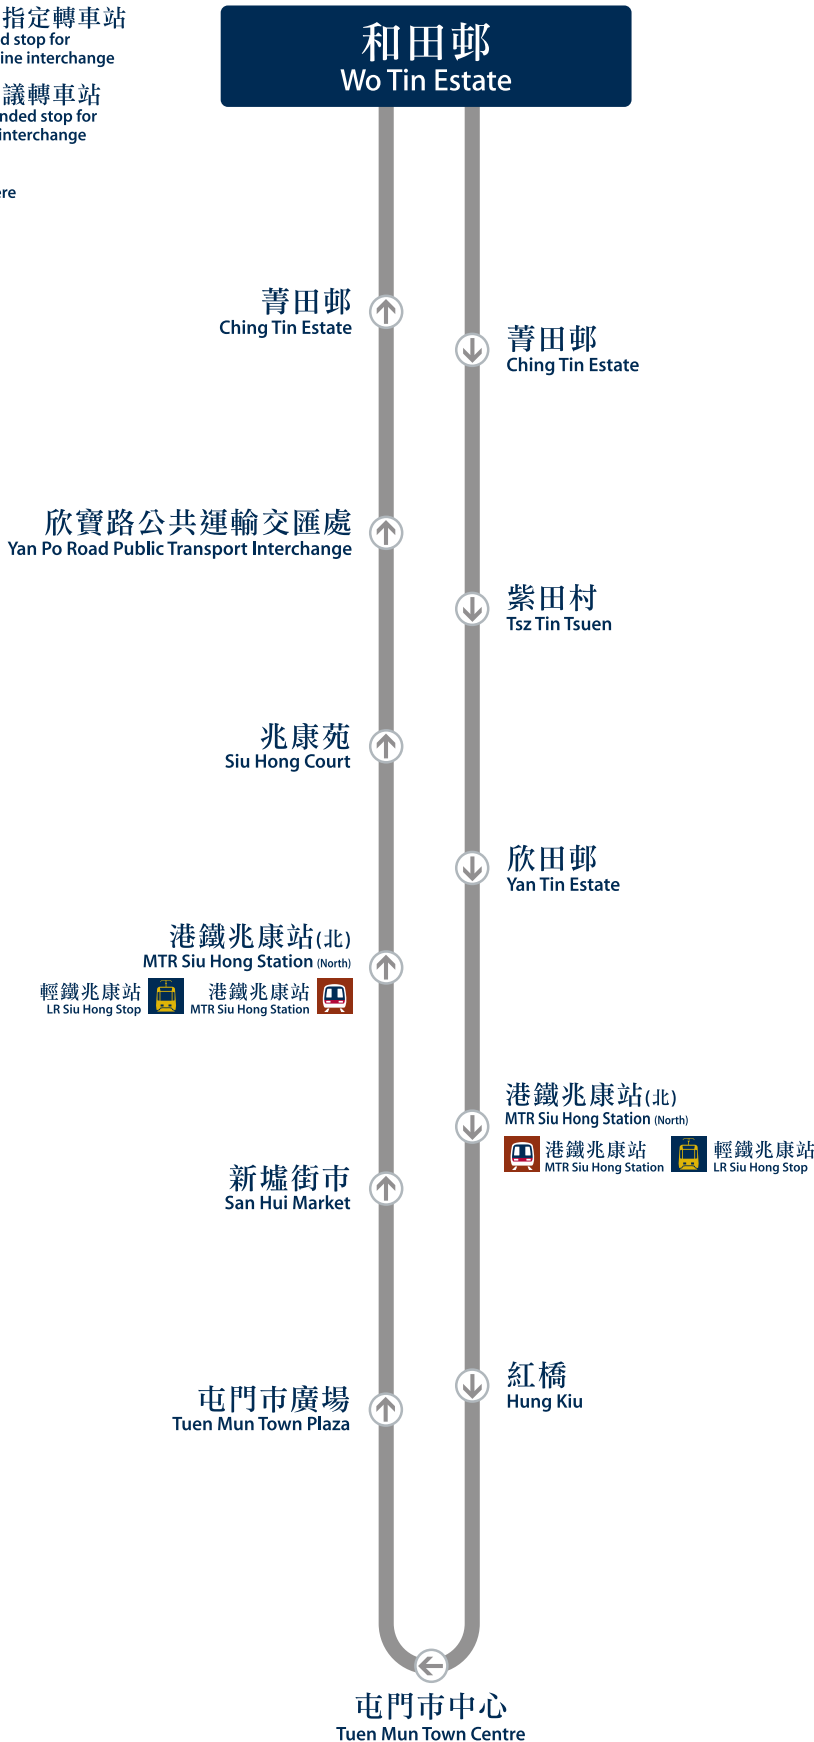 指定轉車站
d stop for
ine interchange
議轉車站
nded stop for
interchange
ere
和田邨
Wo Tin Estate
菁田邨
Ching Tin Estate
菁田邨
Ching Tin Estate
欣寶路公共運輸交匯處
Yan Po Road Public Transport Interchange
紫田村
Tsz Tin Tsuen
兆康苑
Siu Hong Court
欣田邨
Yan Tin Estate
港鐵兆康站(北)
MTR Siu Hong Station (North)
輕鐵兆康站 港鐵兆康站
LR Siu Hong Stop MTR Siu Hong Station
港鐵兆康站(北)
MTR Siu Hong Station (North)
港鐵兆康站 輕鐵兆康站
MTR Siu Hong Station LR Siu Hong Stop
新墟街市
San Hui Market
紅橋
Hung Kiu
屯門市廣場
Tuen Mun Town Plaza
屯門市中心
Tuen Mun Town Centre